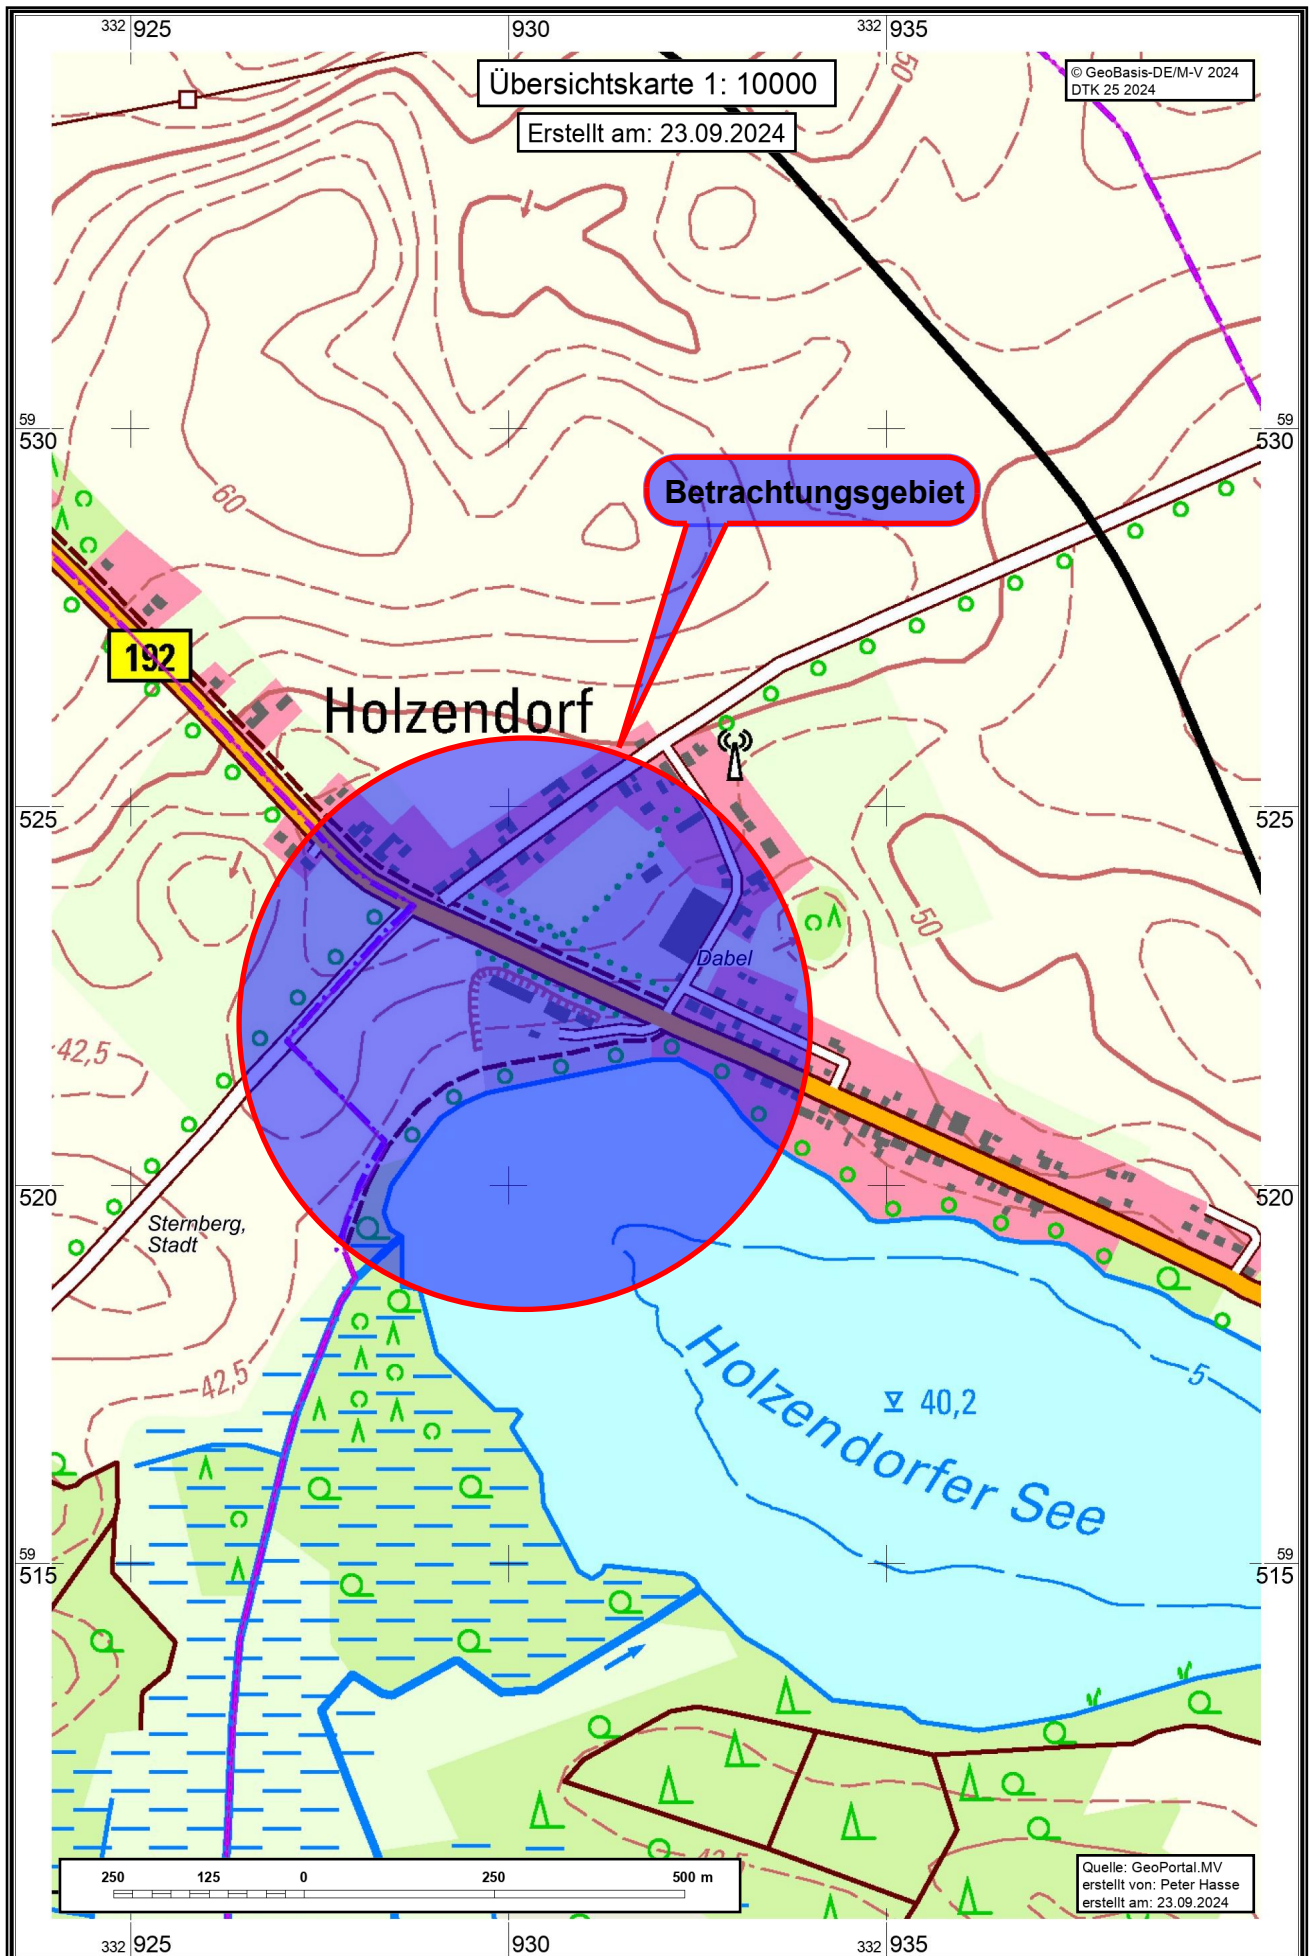 332 925
930
332 935
Übersichtskarte 1: 10000
© GeoBasis-DE/M-V 2024
DTK 25 2024
Erstellt am: 23.09.2024
50
59
530
59
530
Betrachtungsgebiet
60
192
Holzendorf
525
525
50
Dabel
42,5
520
520
Sternberg,
Stadt
42,5
5
40,2
Holzendorfer See
59
515
59
515
42,5
250 125 0 250 500 m
Quelle: GeoPortal.MV
erstellt von: Peter Hasse
erstellt am: 23.09.2024
332 925
930
332 935